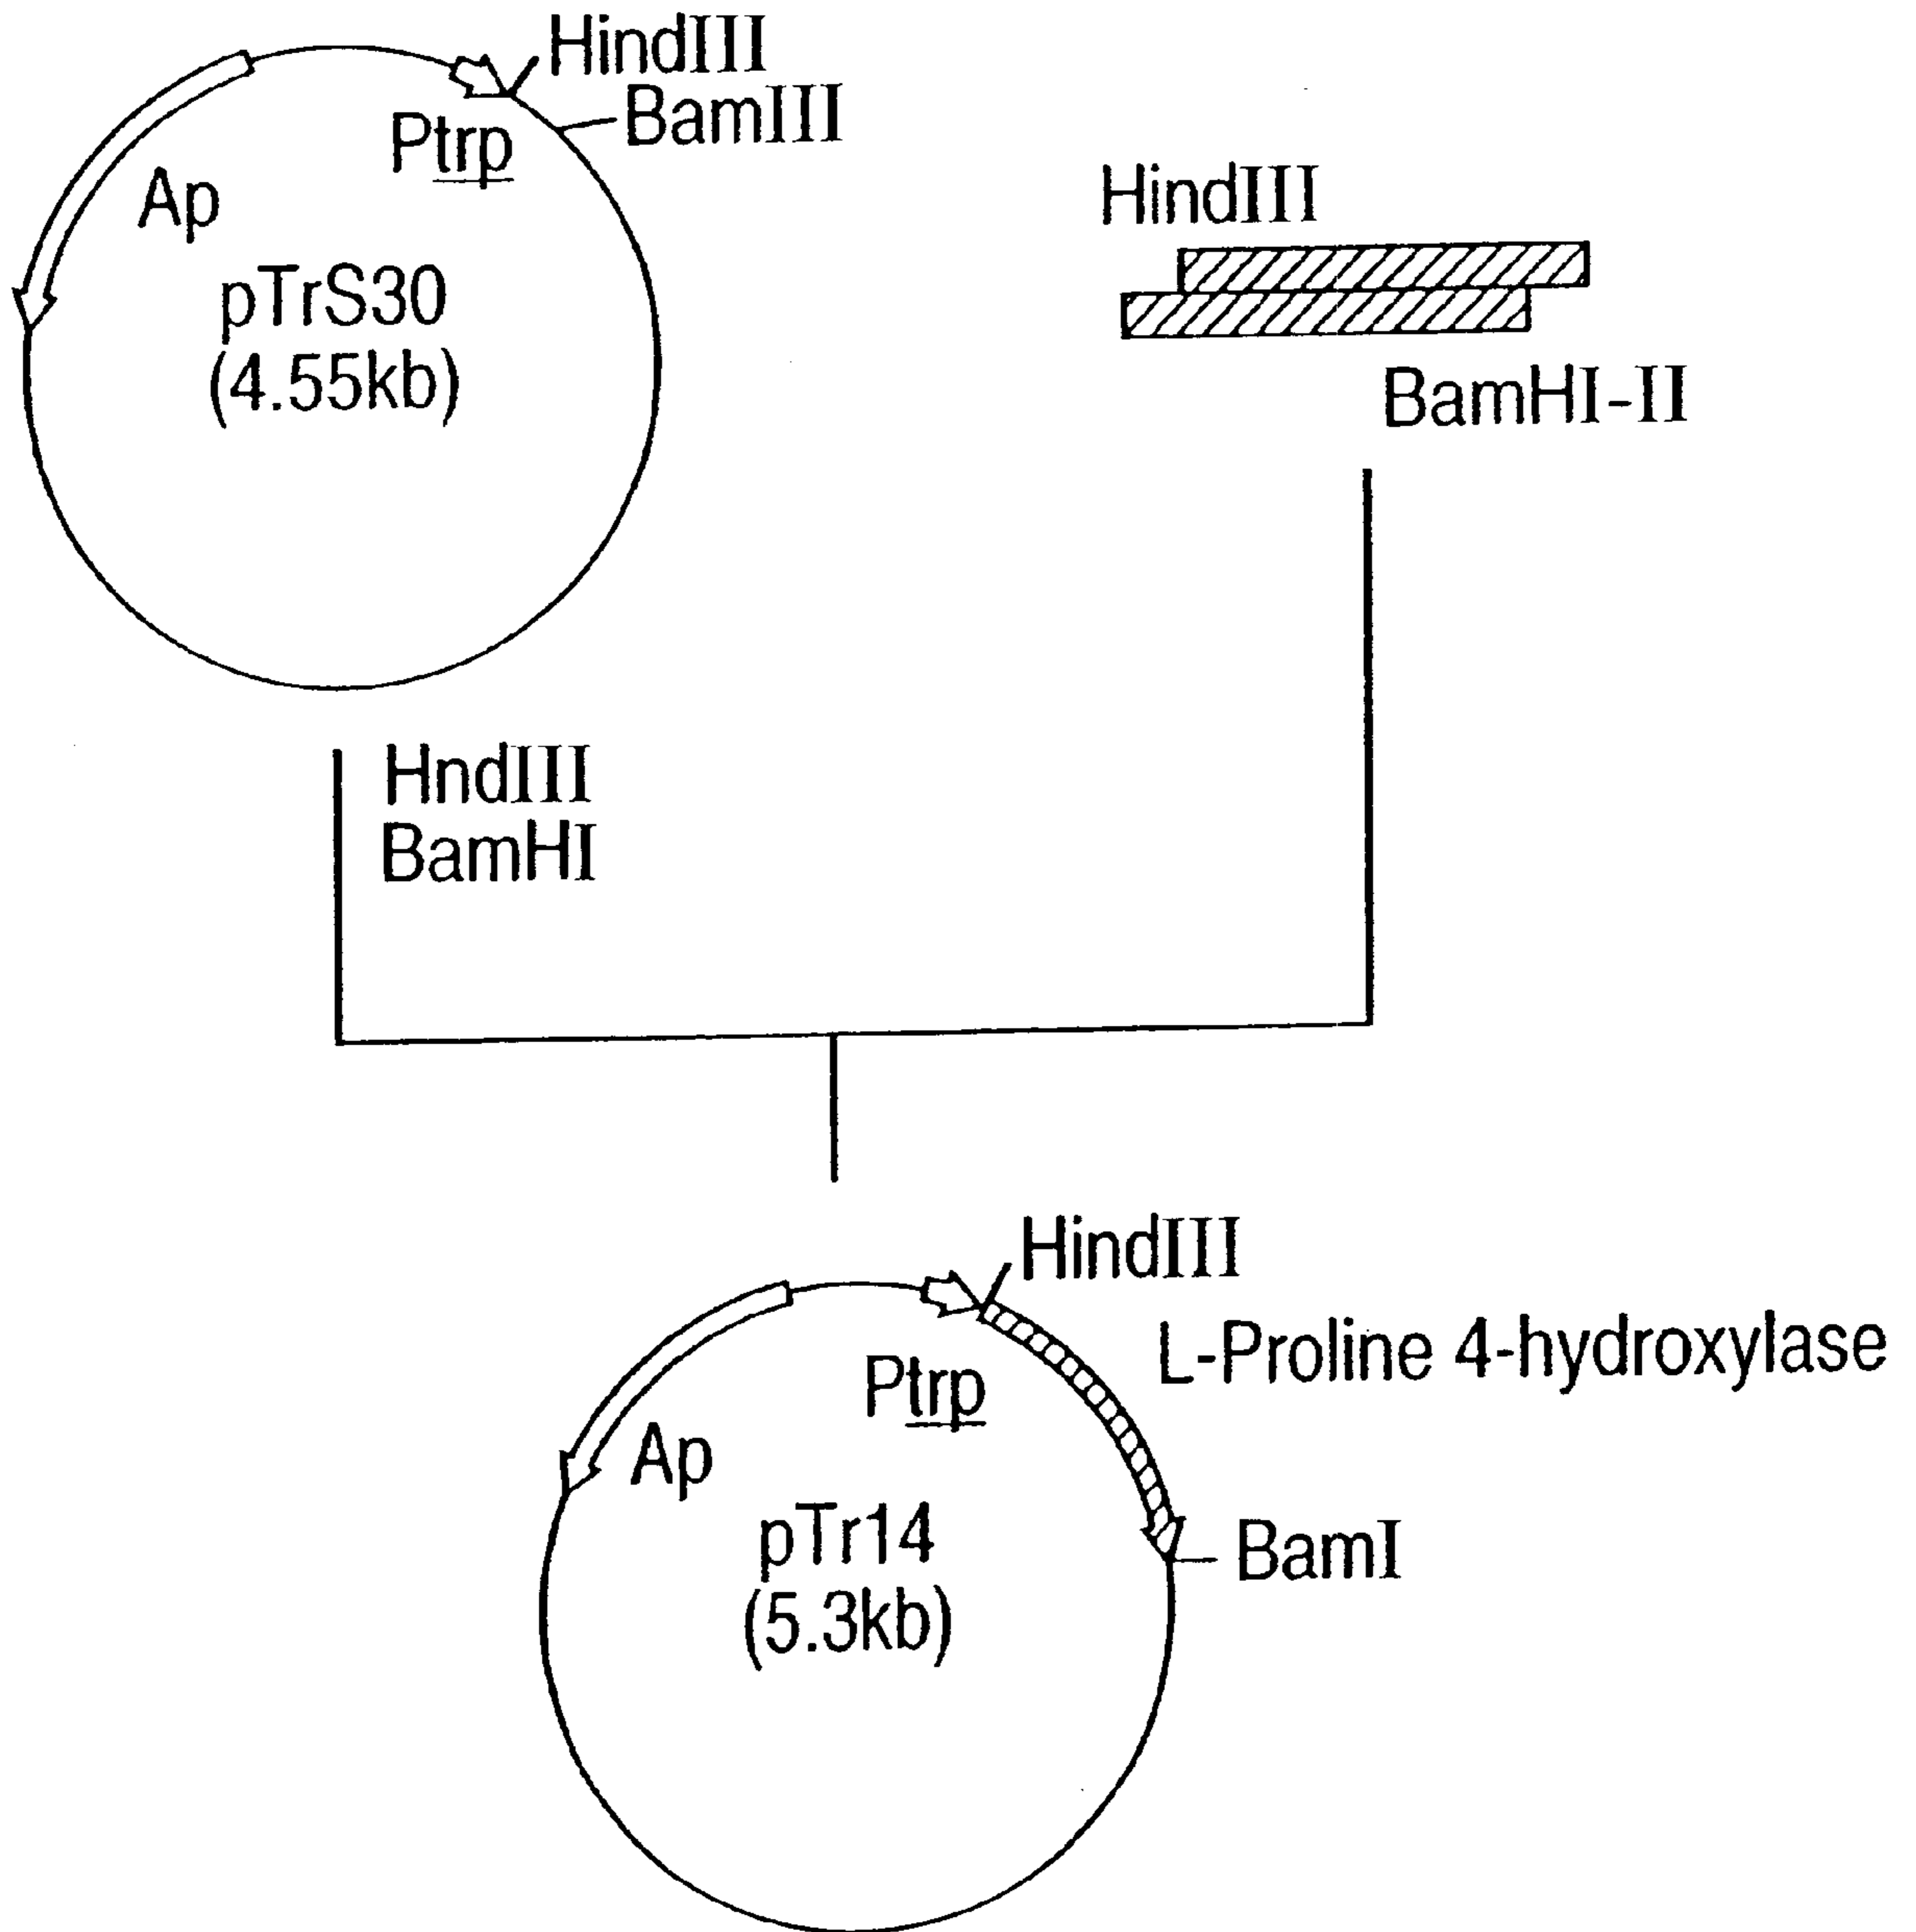 HindIII
BamIII
Ptrp
Ap
pTrS30
(4.55kb)
HindIII
BamHI-II
HndIII
BamHI
HindIII
L-Proline 4-hydroxylase
Ptrp
Ap
pTr14
(5.3kb)
BamI